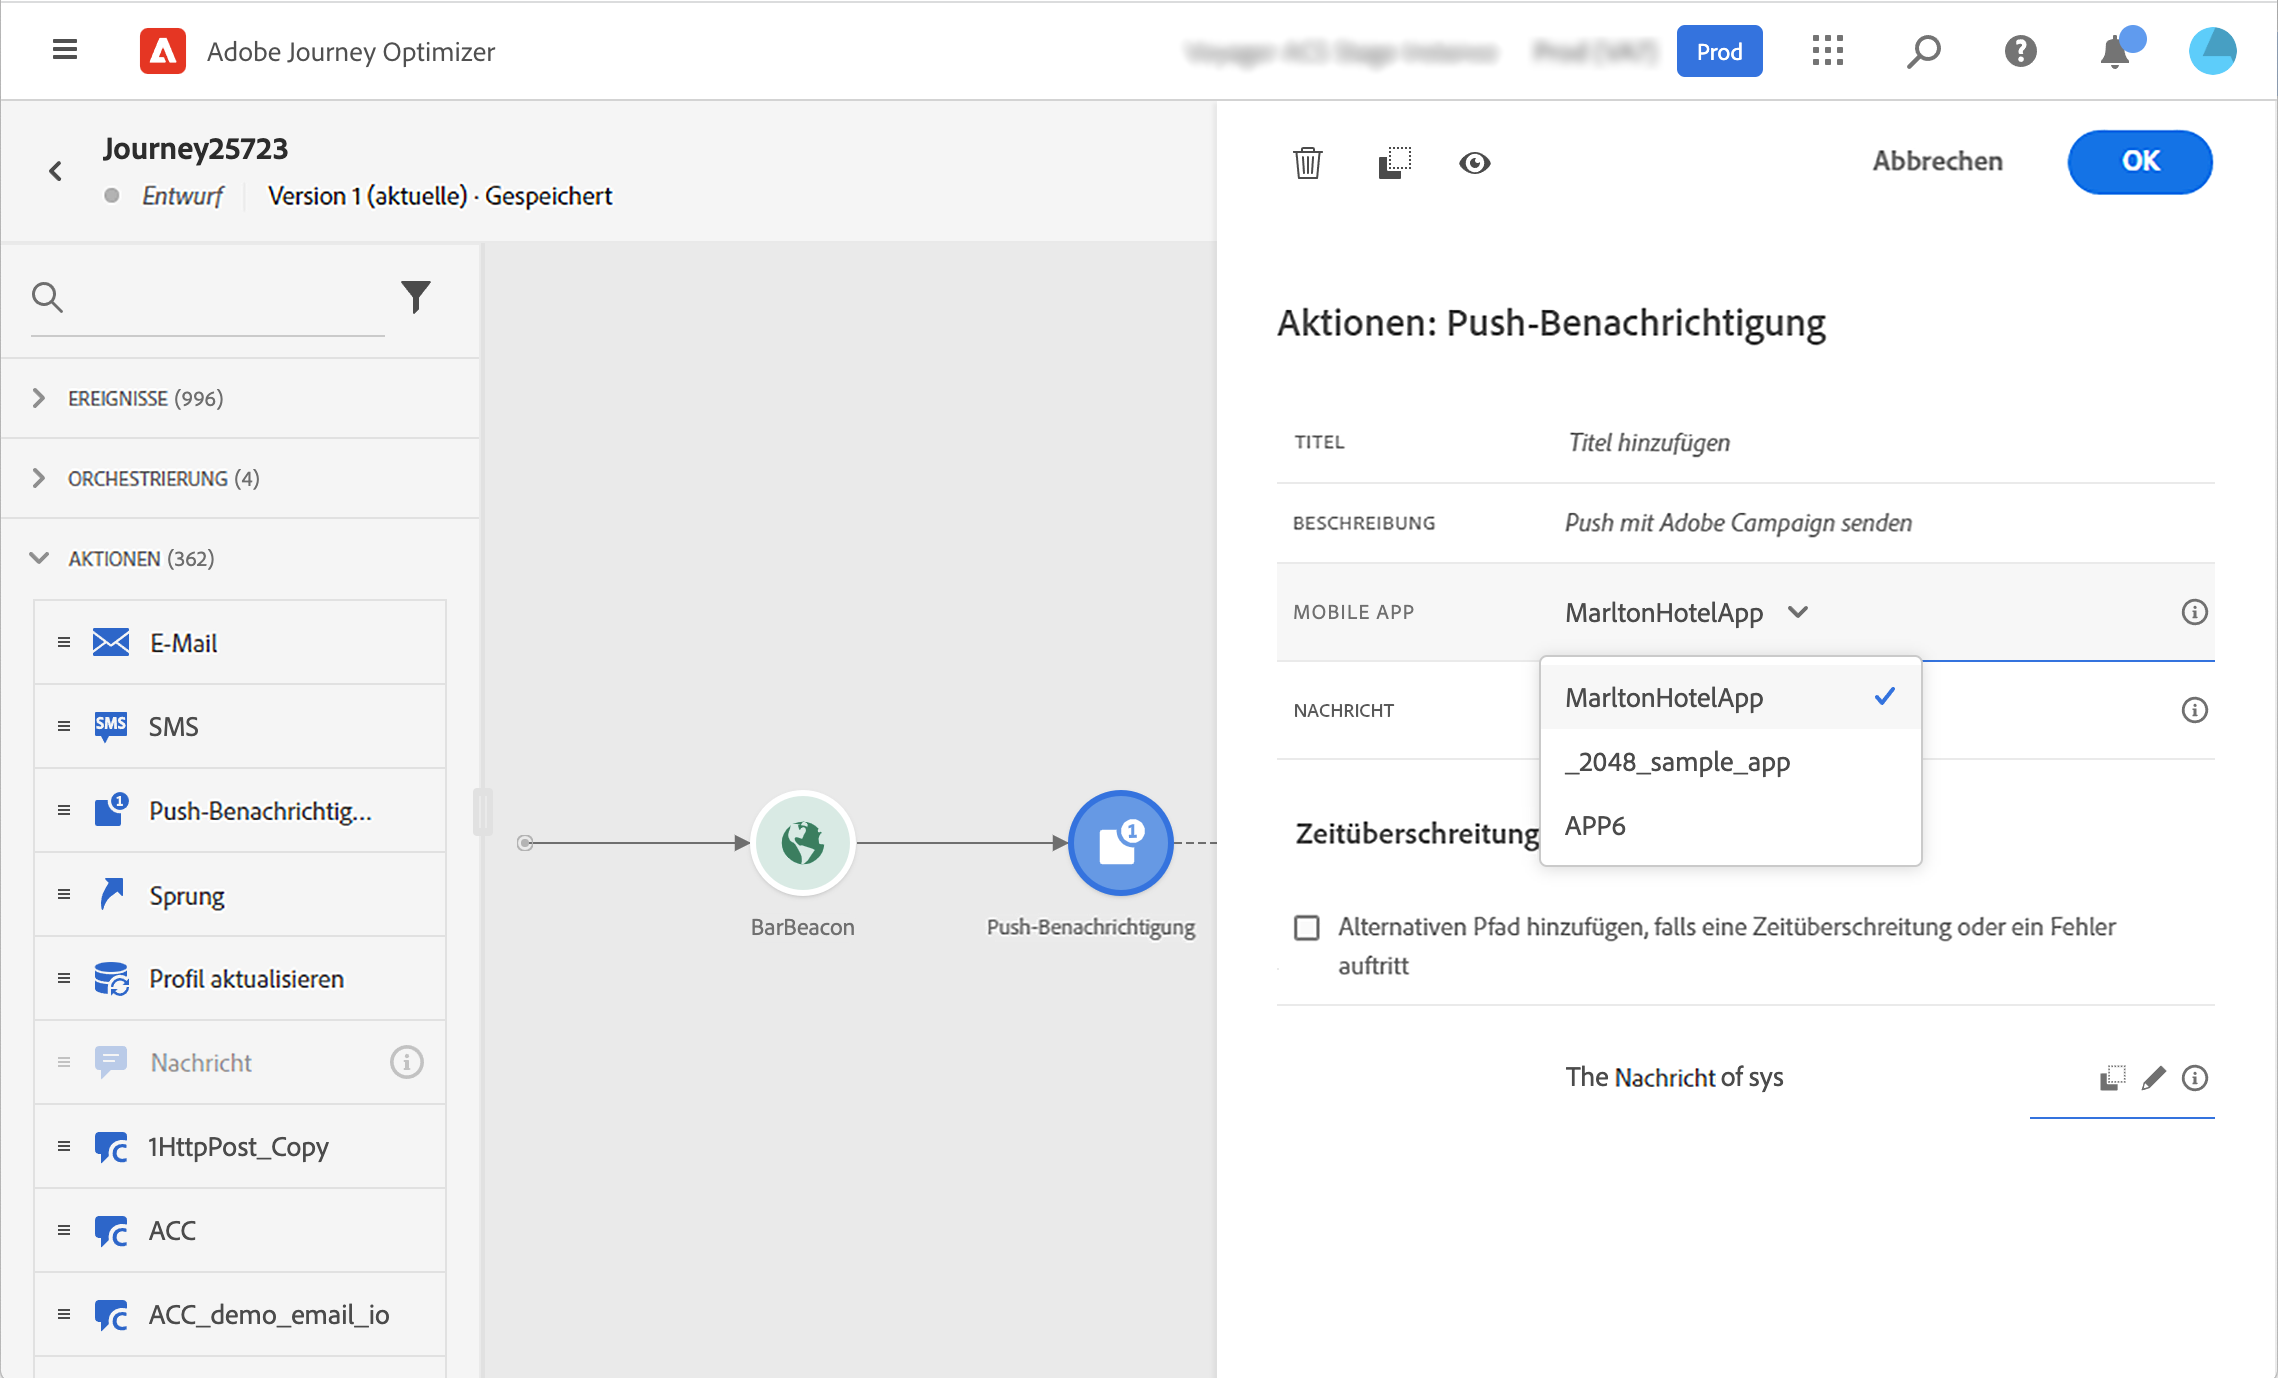 Adobe Journey Optimizer
Prod
Journey25723
Entwurf
Version 1 (aktuelle) · Gespeichert
Abbrechen
OK
EREIGNISSE (996)
ORCHESTRIERUNG (4)
AKTIONEN (362)
E-Mail
SMS
SMS
1
Push-Benachrichtig...
Sprung
Profil aktualisieren
Nachricht
1HttpPost_Copy
ACC
ACC_demo_email_io
BarBeacon
1
Push-Benachrichtigung
Aktionen: Push-Benachrichtigung
TITEL
Titel hinzufügen
BESCHREIBUNG
Push mit Adobe Campaign senden
MOBILE APP
MarltonHotelApp
NACHRICHT
MarltonHotelApp
_2048_sample_app
APP6
Zeitüberschreitung
Alternativen Pfad hinzufügen, falls eine Zeitüberschreitung oder ein Fehler
auftritt
The Nachricht of sys